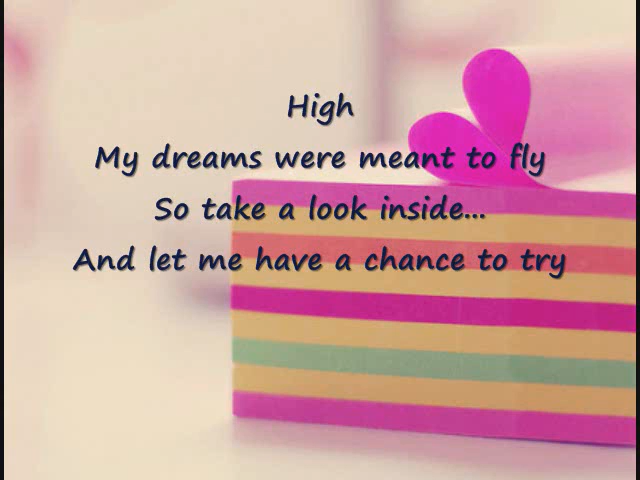 High
My dreams were meant to fly
So take a look inside...
And let me have a chance to try